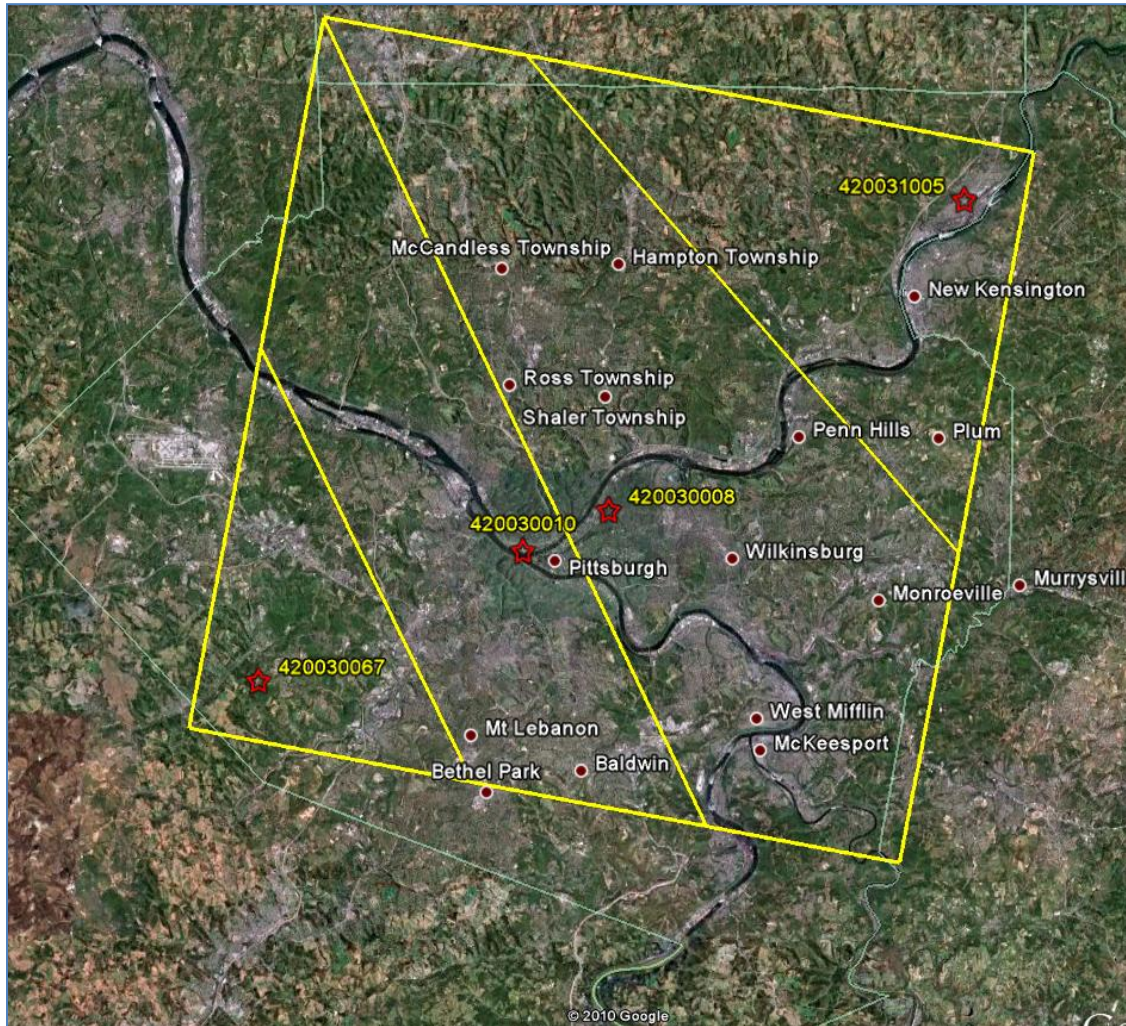 420031005
McCandless Township
Hampton Township
New Kensington
Ross Township
Shaler Township
Penn Hills
Plum
420030008
420030010
Pittsburgh
Wilkinsburg
Murrysvill
Monroeville
420030067
West Mifflin
Mt Lebanon
McKeesport
Baldwin
Bethel Park
© 2010 Google